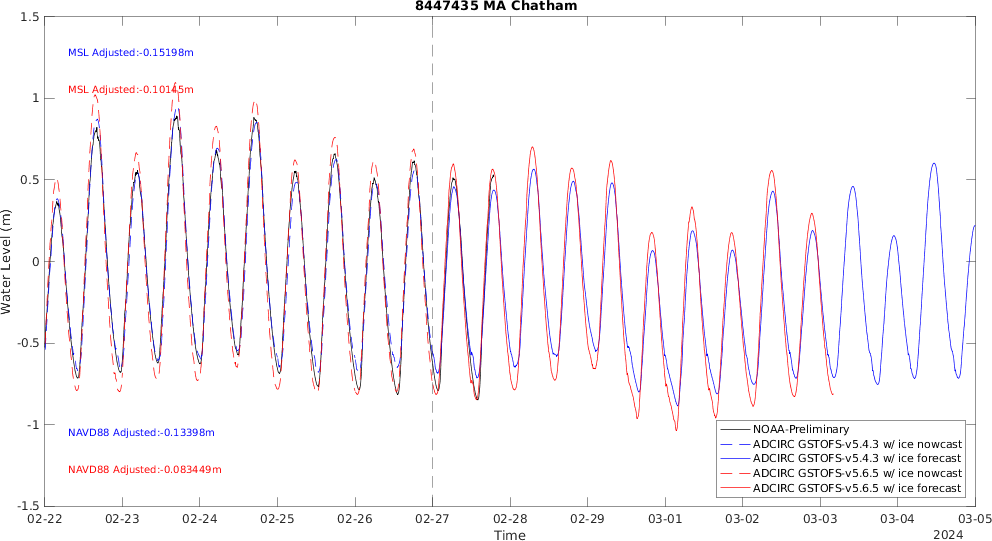 8447435 MA Chatham
1.5
1
0.5
0
-0.5
-1
-1.5
Water Level (m)
MSL Adjusted:-0.15198m
MSL Adjusted:-0.10145m
NAVD88 Adjusted:-0.13398m
NAVD88 Adjusted:-0.083449m
NOAA-Preliminary
ADCIRC GSTOFS-v5.4.3 w/ ice nowcast
ADCIRC GSTOFS-v5.4.3 w/ ice forecast
ADCIRC GSTOFS-v5.6.5 w/ ice nowcast
ADCIRC GSTOFS-v5.6.5 w/ ice forecast
02-22 02-23 02-24 02-25 02-26 02-27 02-28 02-29 03-01 03-02 03-03 03-04 03-05
Time
2024